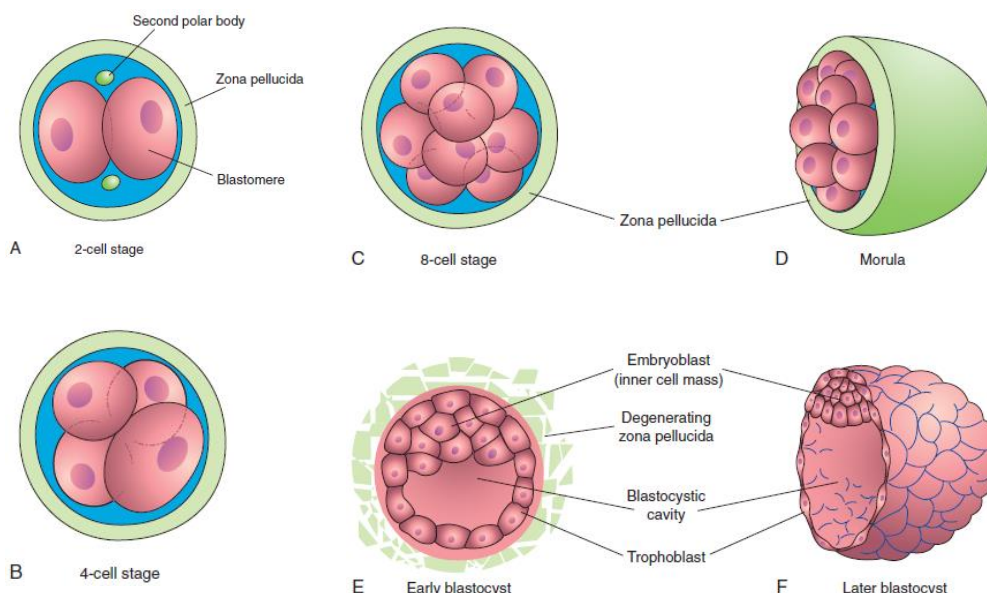 Second polar body
Zona pellucida
Blastomere
A
2-cell stage
C
8-cell stage
Zona pellucida
D
Morula
B
4-cell stage
Embryoblast
(inner cell mass)
Degenerating
zona pellucida
Blastocystic
cavity
Trophoblast
E
Early blastocyst
F
Later blastocyst